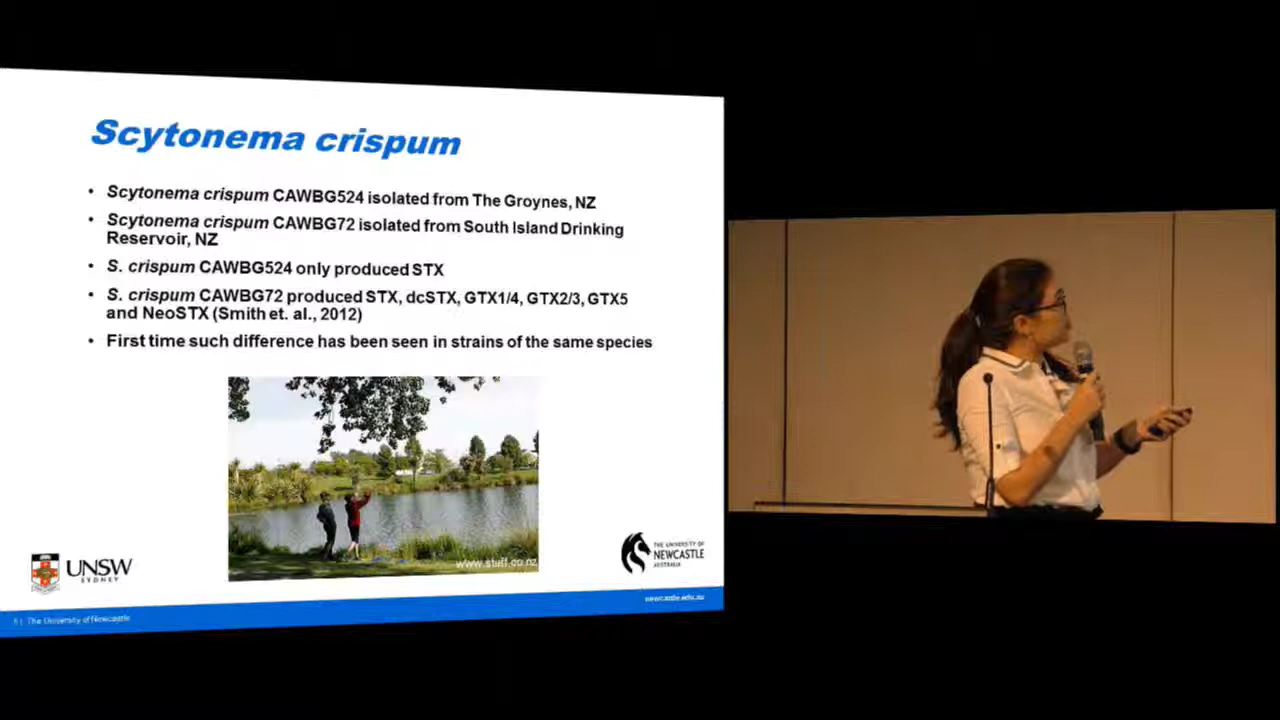 Scytonema crispum
• Scytonema crispum CAWBG524 isolated from The Groynes, NZ
• Scytonema crispum CAWBG72 isolated from South Island Drinking
Reservoir, NZ
• S. crispum CAWBG524 only produced STX
• S. crispum CAWBG72 produced STX, dcSTX, GTX1/4, GTX2/3, GTX5
and NeoSTX (Smith et. al., 2012)
• First time such difference has been seen in strains of the same species
www.stuff.co.nz
UNSW
SYDNEY
THE UNIVERSITY OF
NEWCASTLE
AUSTRALIA
newcastle.edu.au
| The University of Newcastle